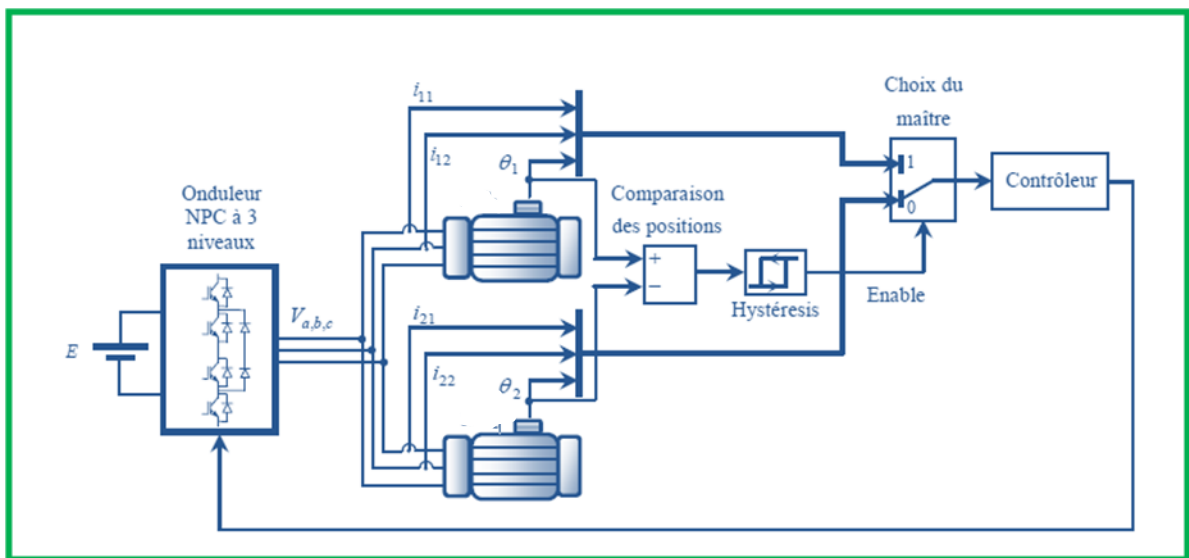 Choix du
maître
i11
i12
θ1
1
0
Contrôleur
Onduleur
NPC à 3
niveaux
Comparaison
des positions
+
−
Hystéresis
Enable
Va,b,c
E
i21
i22
θ2